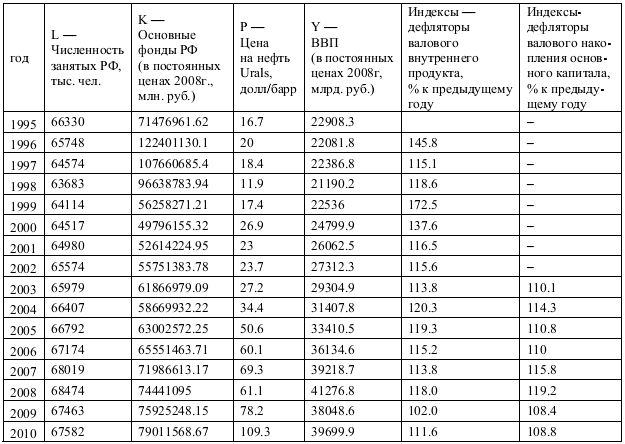 год
L —
Численность
занятых РФ,
тыс. чел.
K —
Основные
фонды РФ
(в постоянных
ценах 2008г.,
млн. руб.)
P —
Цена
на нефть
Urals,
долл/барр
Y —
ВВП
(в постоянных
ценах 2008г,
млрд. руб.)
Индексы —
дефляторы
валового
внутреннего
продукта,
% к предыдущему
году
Индексы-
дефляторы
валового нако-
пления основ-
ного капитала,
% к предыду-
щему году
1995 66330 71476961.62 16.7 22908.3 –
1996 65748 122401130.1 20 22081.8 145.8 –
1997 64574 107660685.4 18.4 22386.8 115.1 –
1998 63683 96638783.94 11.9 21190.2 118.6 –
1999 64114 56258271.21 17.4 22536 172.5 –
2000 64517 49796155.32 26.9 24799.9 137.6 –
2001 64980 52614224.95 23 26062.5 116.5 –
2002 65574 55751383.78 23.7 27312.3 115.6 –
2003 65979 61866979.09 27.2 29304.9 113.8 110.1
2004 66407 58669932.22 34.4 31407.8 120.3 114.3
2005 66792 63002572.25 50.6 33410.5 119.3 110.8
2006 67174 65551463.71 60.1 36134.6 115.2 110
2007 68019 71986613.17 69.3 39218.7 113.8 115.8
2008 68474 74441095 61.1 41276.8 118.0 119.2
2009 67463 75925248.15 78.2 38048.6 102.0 108.4
2010 67582 79011568.67 109.3 39699.9 111.6 108.8